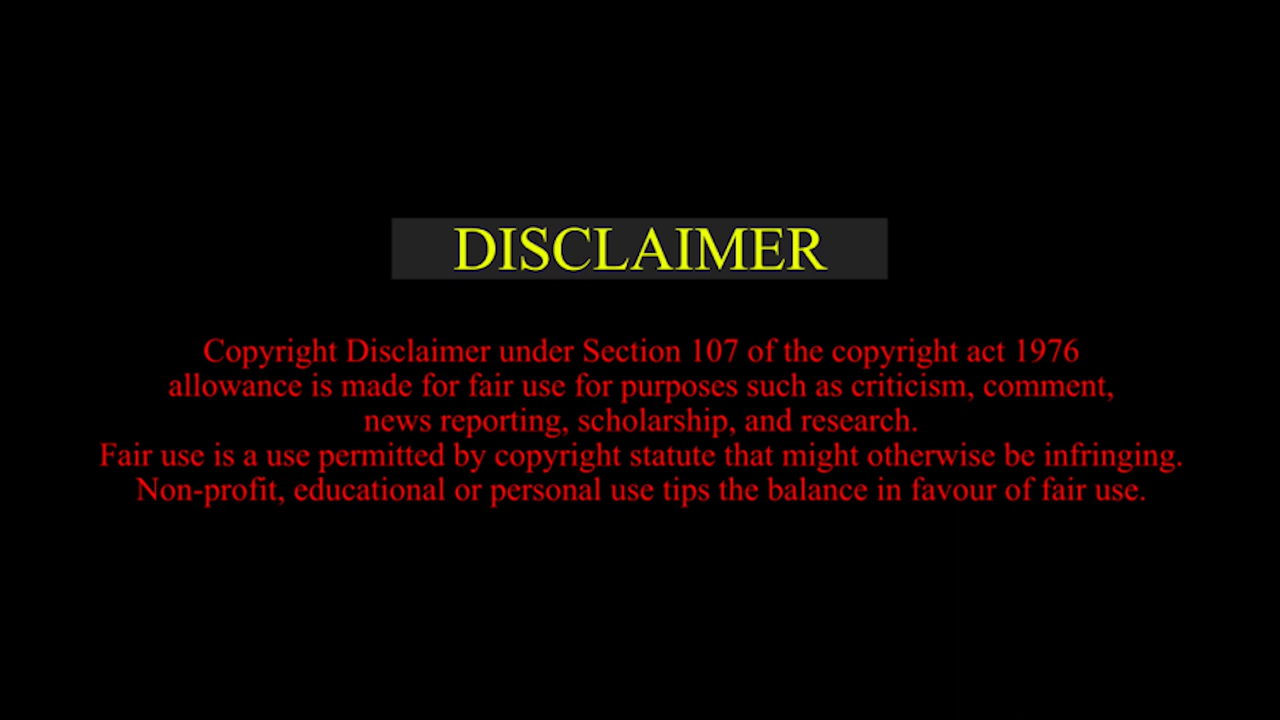 DISCLAIMER
Copyright Disclaimer under Section 107 of the copyright act 1976
allowance is made for fair use for purposes such as criticism, comment,
news reporting, scholarship, and research.
Fair use is a use permitted by copyright statute that might otherwise be infringing.
Non-profit, educational or personal use tips the balance in favour of fair use.